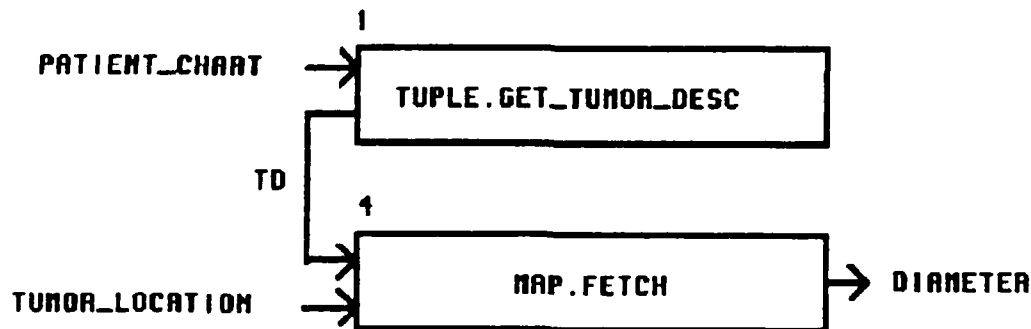 1
PATIENT_CHART
TUPLE.GET_TUMOR_DESC
TD
4
MAP.FETCH
DIAMETER
TUMOR_LOCATION